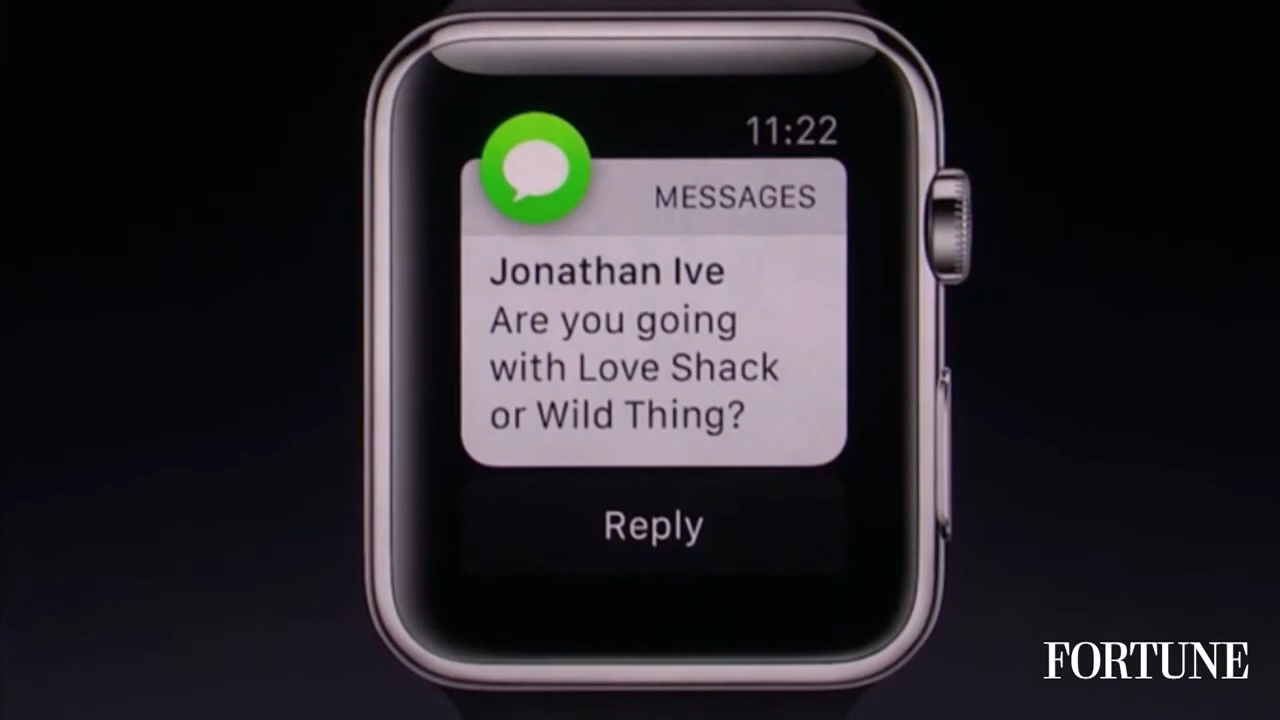 11:22
MESSAGES
Jonathan Ive
Are you going
with Love Shack
or Wild Thing?
Reply
FORTUNE